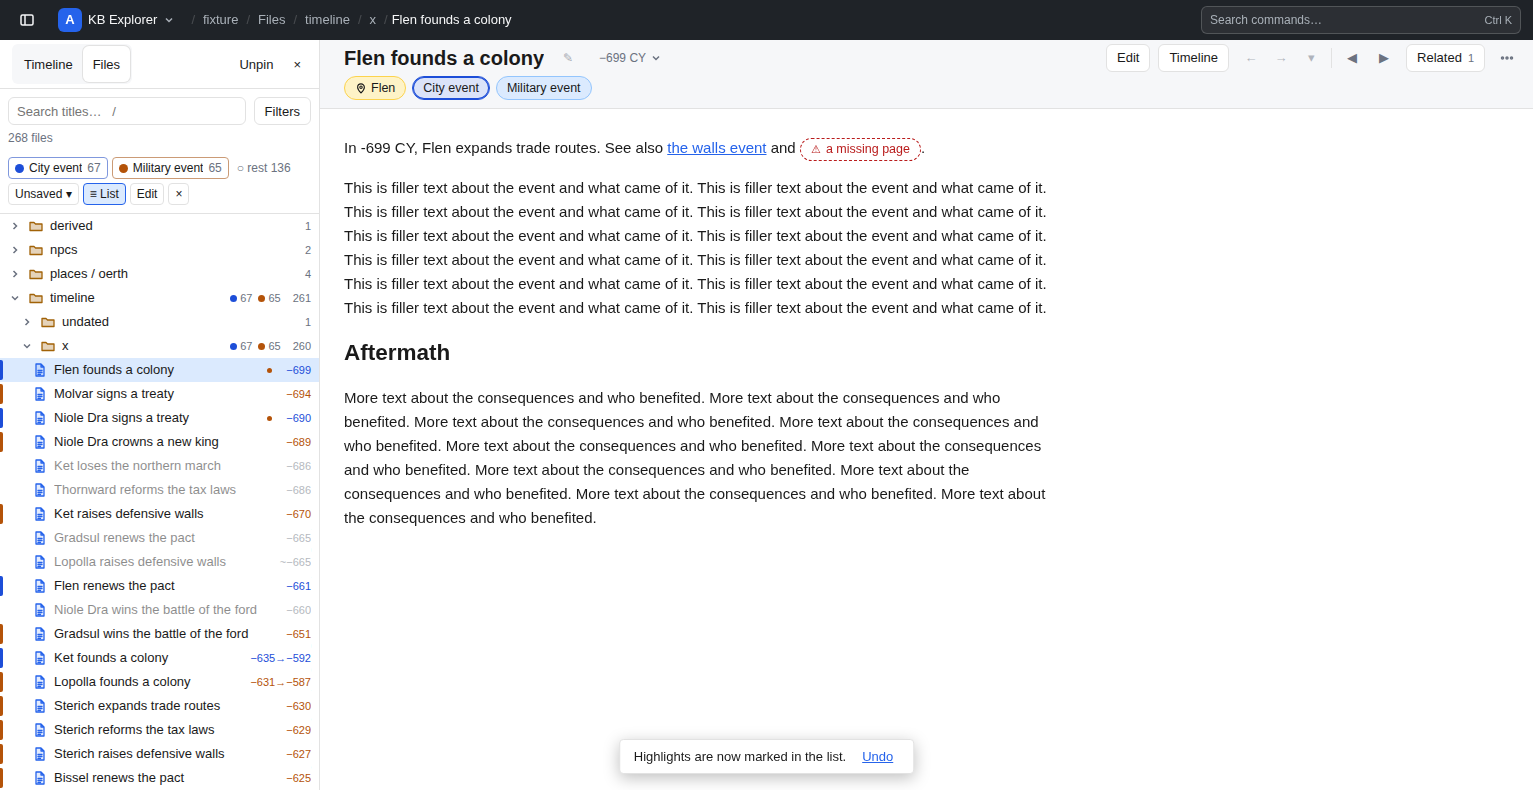 A KB Explorer / fixture / Files / timeline / x / Flen founds a colony Search commands… Ctrl K
Timeline Files Unpin ×
Search titles… / Filters
268 files
City event 67 Military event 65 ○ rest 136
Unsaved ▾ ≡ List Edit ×
derived 1
npcs 2
places / oerth 4
timeline 67 65 261
undated 1
x 67 65 260
Flen founds a colony −699
Molvar signs a treaty −694
Niole Dra signs a treaty −690
Niole Dra crowns a new king −689
Ket loses the northern march −686
Thornward reforms the tax laws −686
Ket raises defensive walls −670
Gradsul renews the pact −665
Lopolla raises defensive walls ~−665
Flen renews the pact −661
Niole Dra wins the battle of the ford −660
Gradsul wins the battle of the ford −651
Ket founds a colony −635→−592
Lopolla founds a colony −631→−587
Sterich expands trade routes −630
Sterich reforms the tax laws −629
Sterich raises defensive walls −627
Bissel renews the pact −625
Flen founds a colony ✎ −699 CY Edit Timeline ← → ▾ ◀ ▶ Related 1 •••
Flen City event Military event
In -699 CY, Flen expands trade routes. See also the walls event and ⚠ a missing page.
This is filler text about the event and what came of it. This is filler text about the event and what came of it.
This is filler text about the event and what came of it. This is filler text about the event and what came of it.
This is filler text about the event and what came of it. This is filler text about the event and what came of it.
This is filler text about the event and what came of it. This is filler text about the event and what came of it.
This is filler text about the event and what came of it. This is filler text about the event and what came of it.
This is filler text about the event and what came of it. This is filler text about the event and what came of it.
Aftermath
More text about the consequences and who benefited. More text about the consequences and who
benefited. More text about the consequences and who benefited. More text about the consequences and
who benefited. More text about the consequences and who benefited. More text about the consequences
and who benefited. More text about the consequences and who benefited. More text about the
consequences and who benefited. More text about the consequences and who benefited. More text about
the consequences and who benefited.
Highlights are now marked in the list. Undo